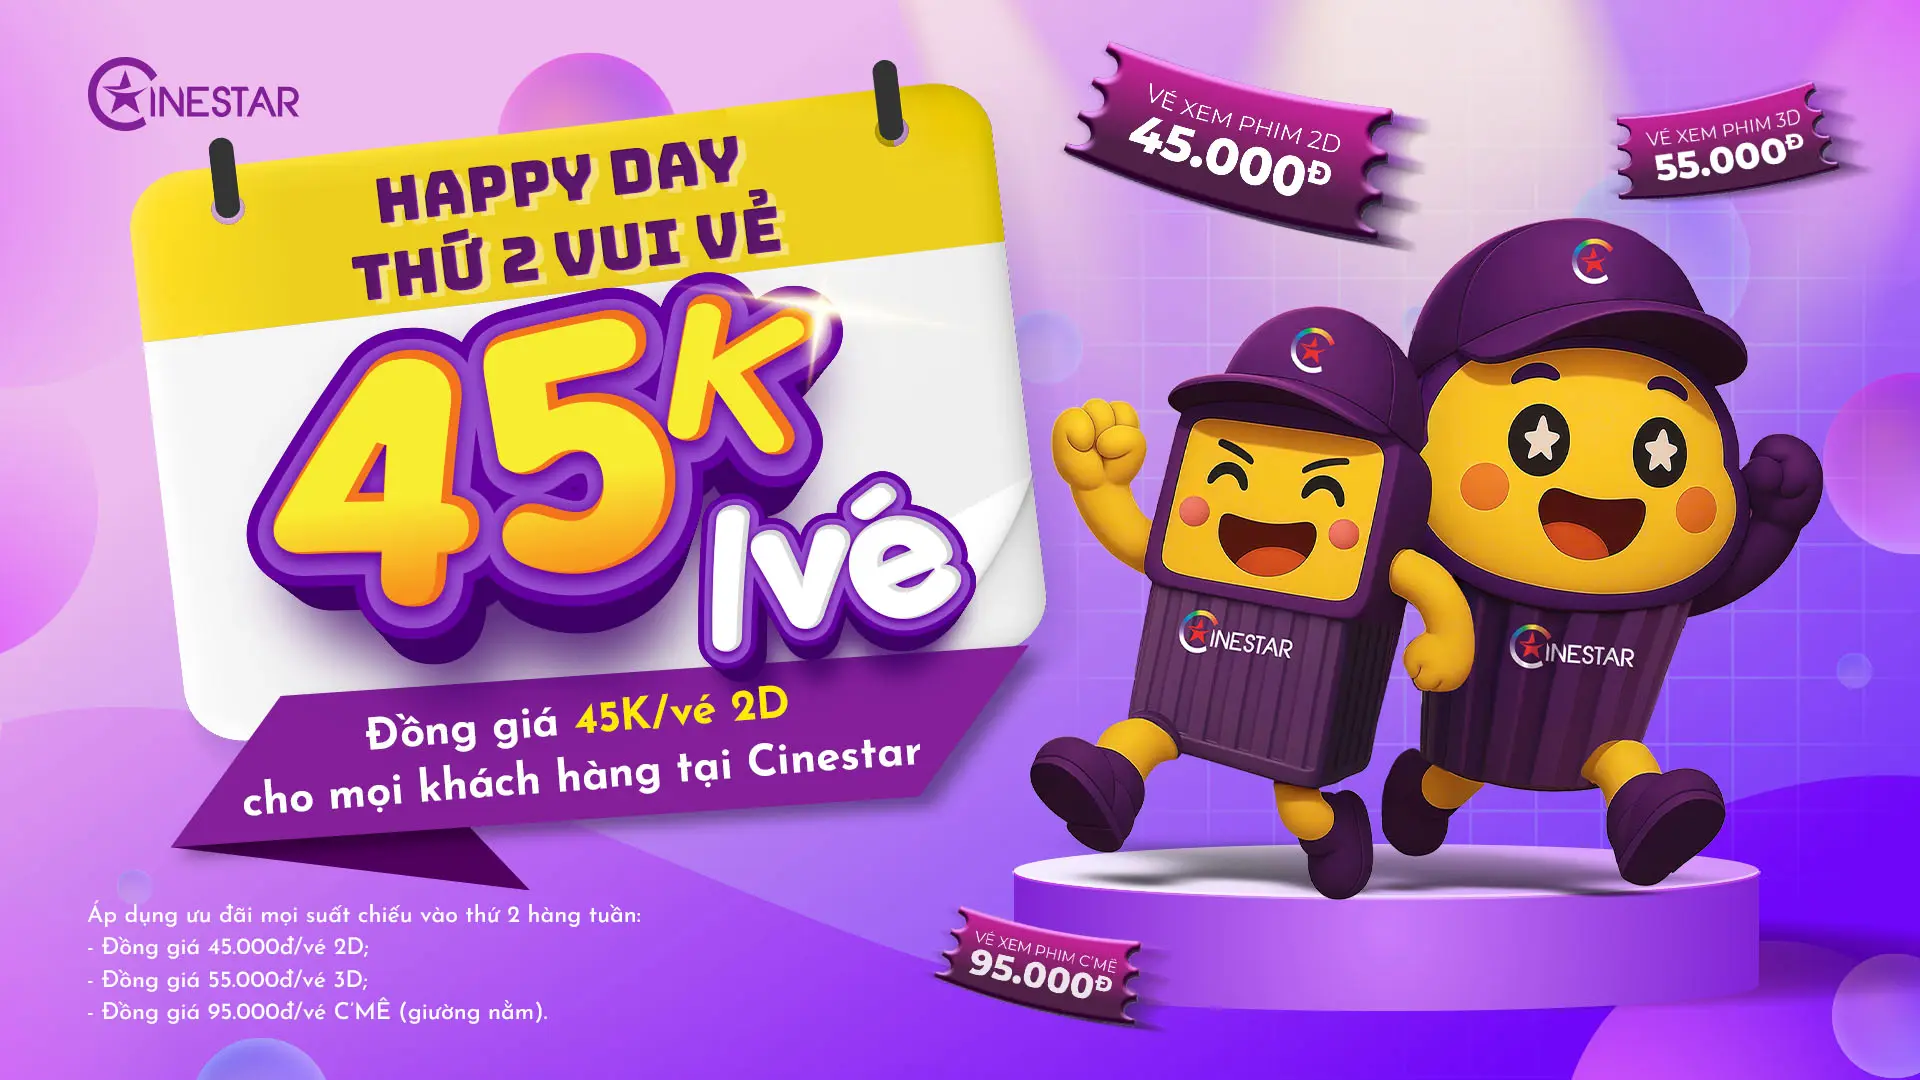 CINESTAR
HAPPY DAY
THỨ 2 VUI VẺ
45K
/vé
Đồng giá 45K/vé 2D
cho mọi khách hàng tại Cinestar
Áp dụng ưu đãi mọi suất chiếu vào thứ 2 hàng tuần:
- Đồng giá 45.000đ/vé 2D;
- Đồng giá 55.000đ/vé 3D;
- Đồng giá 95.000đ/vé C'MÊ (giường nằm).
VÉ XEM PHIM 2D
45.000Đ
VÉ XEM PHIM 3D
55.000Đ
CINESTAR
CINESTAR
VÉ XEM PHIM C'MÊ
95.000Đ